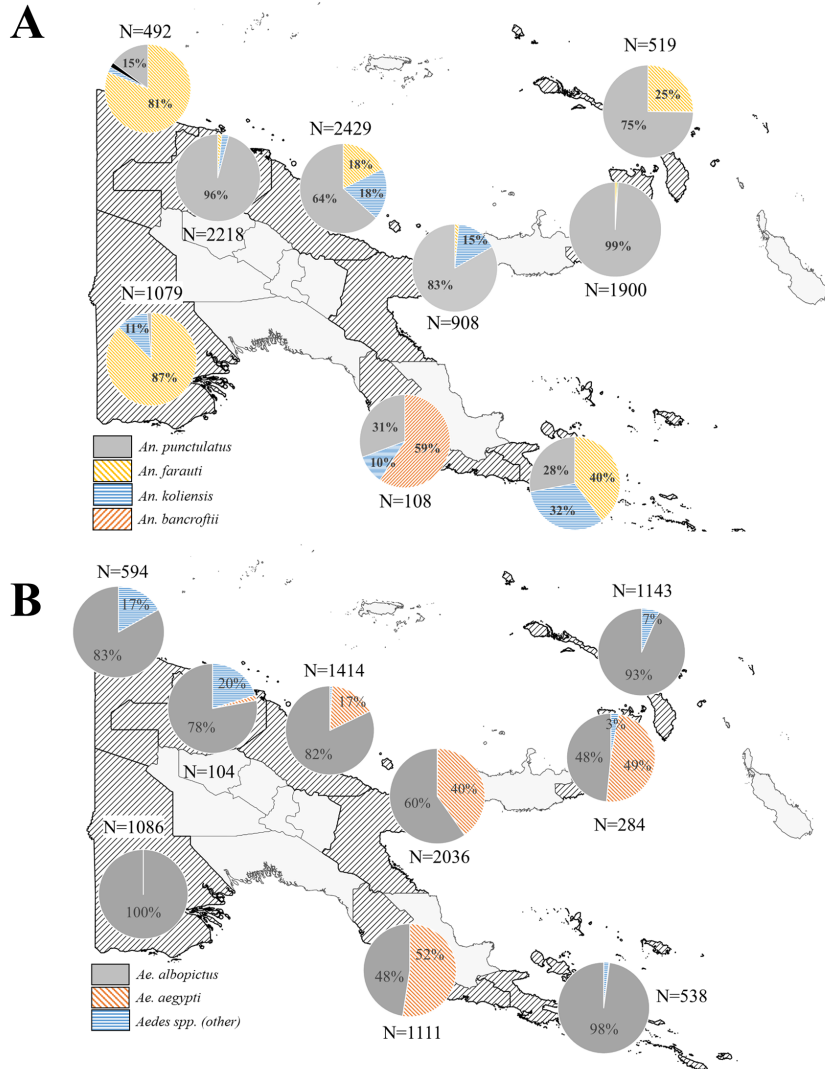 A
N=492
15%
81%
N=519
25%
75%
N=2429
18%
18%
64%
96%
N=2218
15%
83%
N=908
99%
N=1900
N=1079
11%
87%
31%
59%
10%
N=108
28%
40%
32%
An. punctulatus
An. farauti
An. koliensis
An. bancroftii
B
N=594
17%
83%
N=1143
7%
93%
20%
78%
N=104
N=1414
17%
82%
3%
48%
49%
N=284
40%
60%
N=2036
N=1086
100%
52%
48%
N=1111
N=538
98%
Ae. albopictus
Ae. aegypti
Aedes spp. (other)